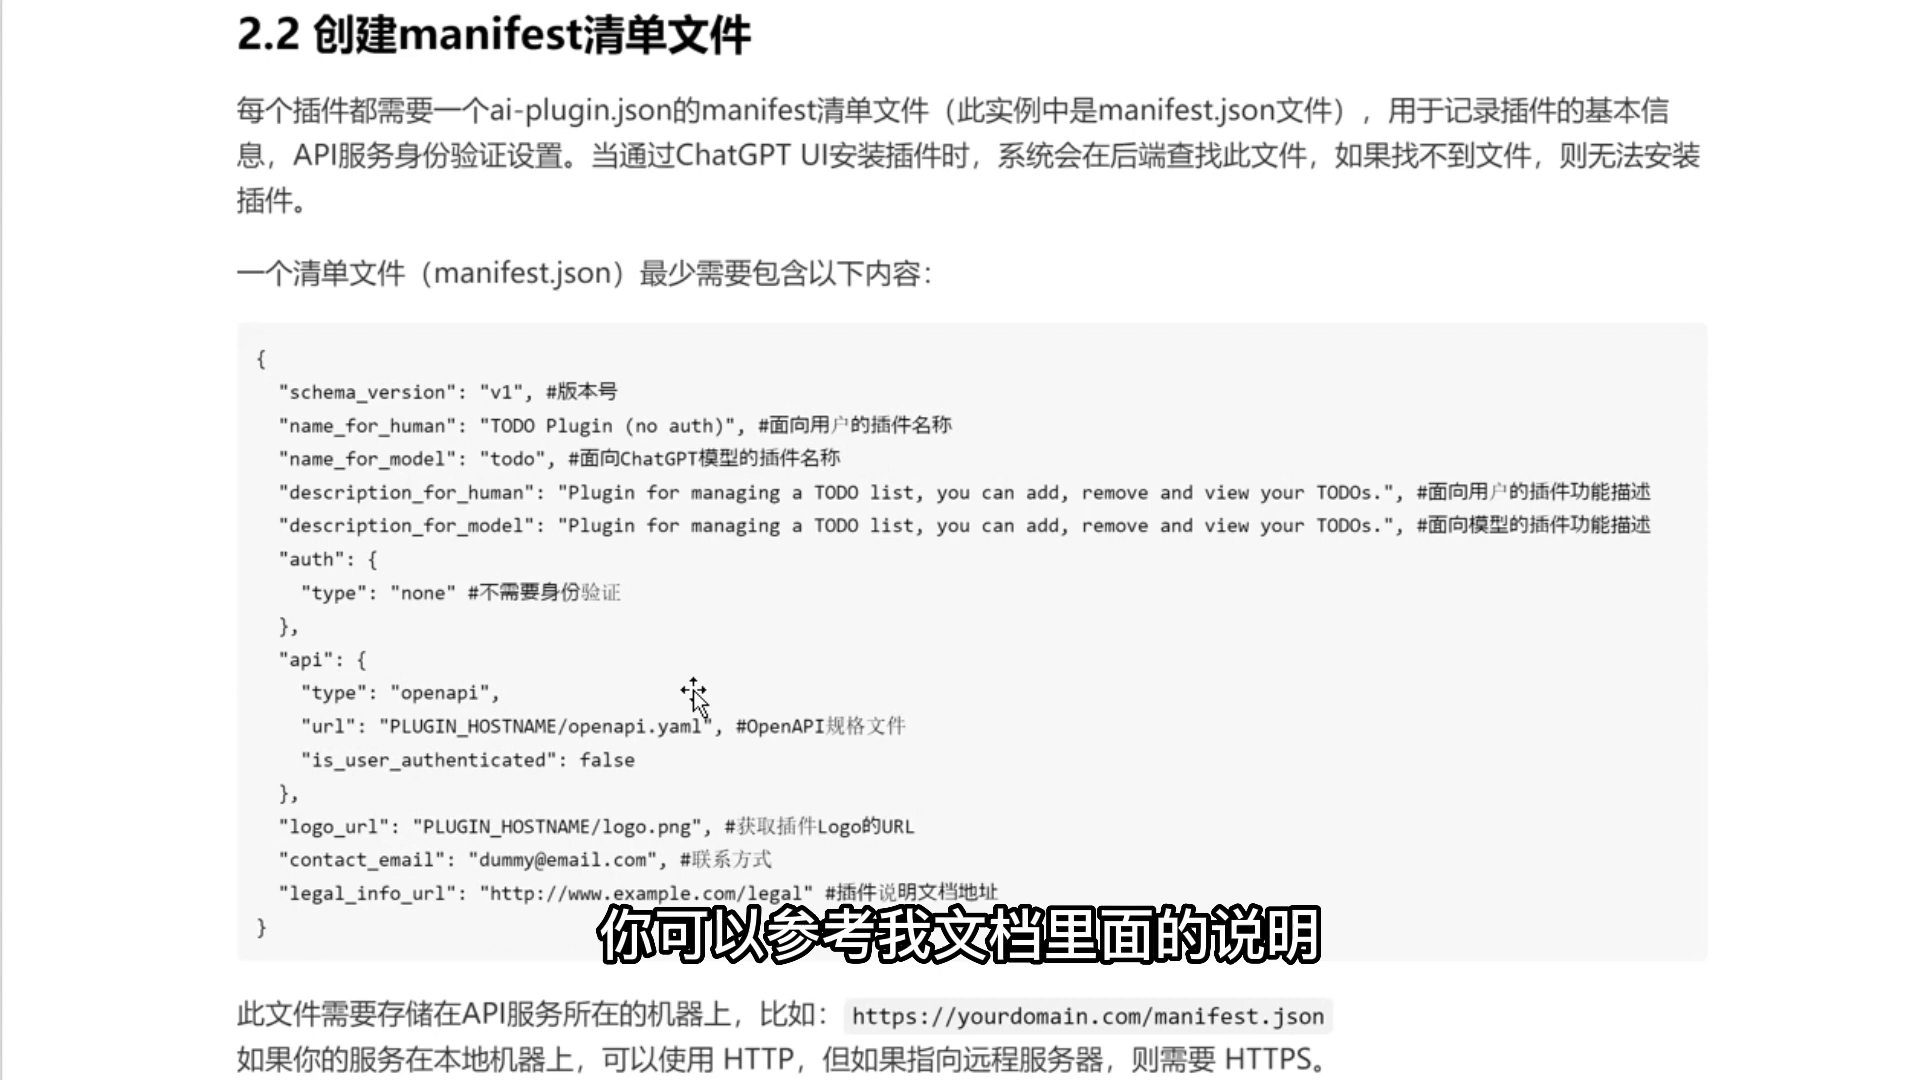 2.2 创建manifest清单文件
每个插件都需要一个ai-plugin.json的manifest清单文件（此实例中是manifest.json文件），用于记录插件的基本信
息，API服务身份验证设置。当通过ChatGPT UI安装插件时，系统会在后端查找此文件，如果找不到文件，则无法安装
插件。
一个清单文件（manifest.json）最少需要包含以下内容：
{
  "schema_version": "v1", #版本号
  "name_for_human": "TODO Plugin (no auth)", #面向用户的插件名称
  "name_for_model": "todo", #面向ChatGPT模型的插件名称
  "description_for_human": "Plugin for managing a TODO list, you can add, remove and view your TODOs.", #面向用户的插件功能描述
  "description_for_model": "Plugin for managing a TODO list, you can add, remove and view your TODOs.", #面向模型的插件功能描述
  "auth": {
    "type": "none" #不需要身份验证
  },
  "api": {
    "type": "openapi",
    "url": "PLUGIN_HOSTNAME/openapi.yaml", #OpenAPI规格文件
    "is_user_authenticated": false
  },
  "logo_url": "PLUGIN_HOSTNAME/logo.png", #获取插件Logo的URL
  "contact_email": "dummy@email.com", #联系方式
  "legal_info_url": "http://www.example.com/legal" #插件说明文档地址
}
你可以参考我文档里面的说明
此文件需要存储在API服务所在的机器上，比如： https://yourdomain.com/manifest.json
如果你的服务在本地机器上，可以使用 HTTP，但如果指向远程服务器，则需要 HTTPS。